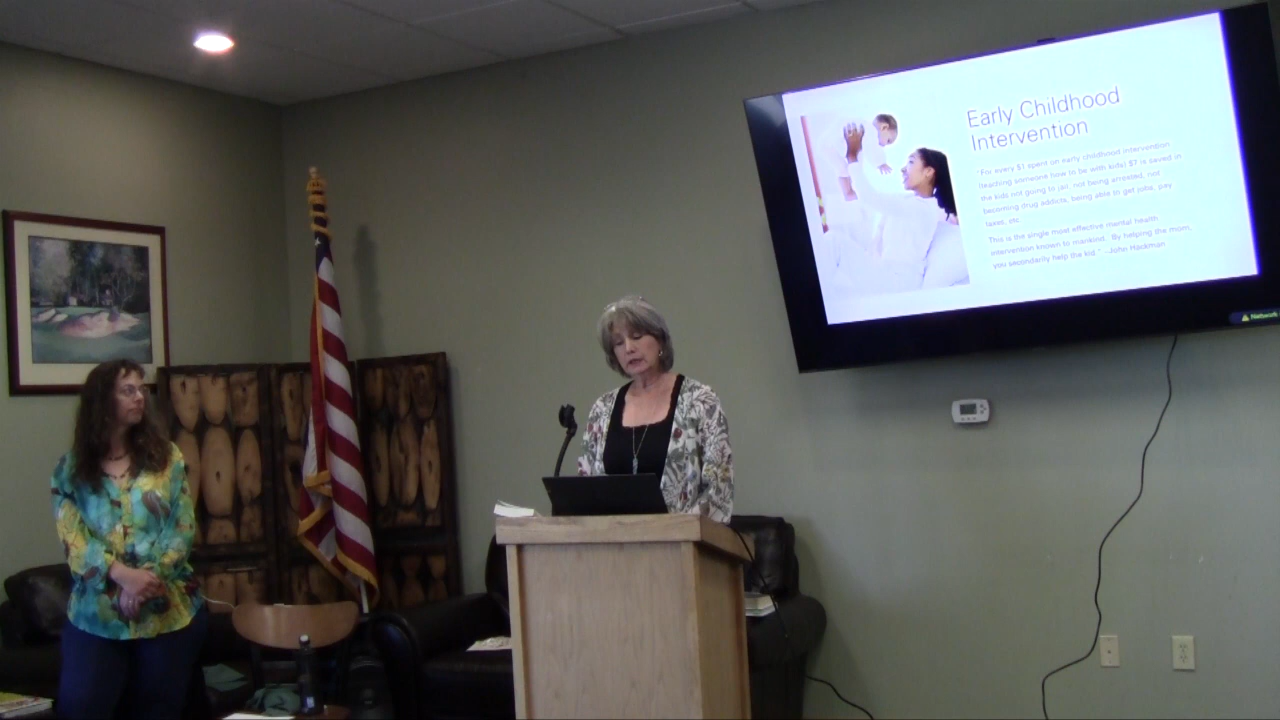 Early Childhood
Intervention
"For every $1 spent on early childhood intervention
(teaching someone how to be with kids) $7 is saved in
the kids not going to jail, not being arrested, not
becoming drug addicts, being able to get jobs, pay
taxes, etc.
This is the single most effective mental health
intervention known to mankind. By helping the mom,
you secondarily help the kid." —John Hackman
Network